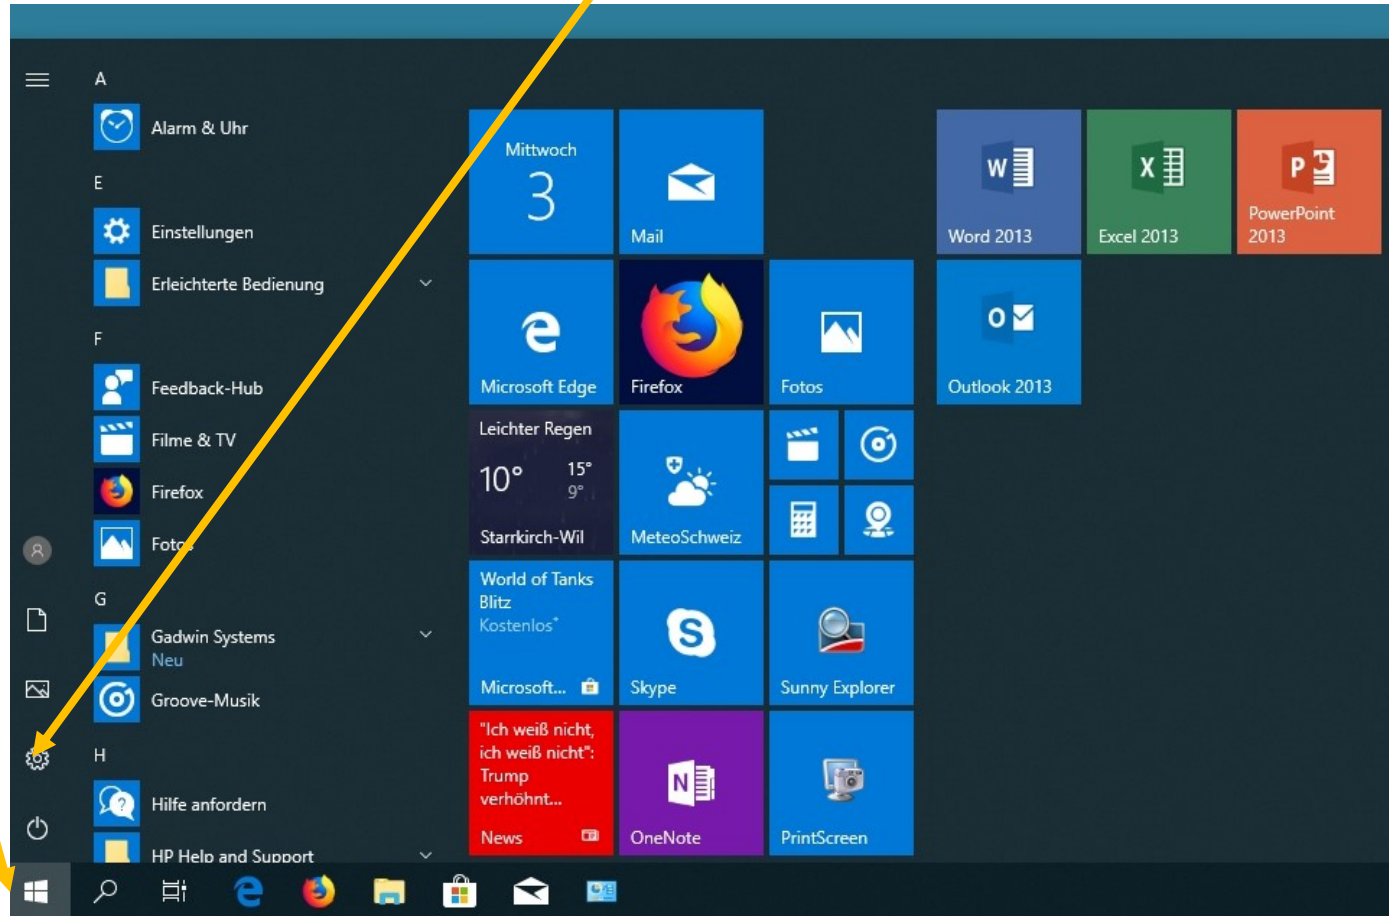 A
Alarm & Uhr
E
Einstellungen
Erleichterte Bedienung
F
Feedback-Hub
Filme & TV
Firefox
Fotos
G
Gadwin Systems
Neu
Groove-Musik
H
Hilfe anfordern
HP Help and Support
Mittwoch
3
Mail
Microsoft Edge
Firefox
Fotos
Leichter Regen
10° 15°
9°
Starrkirch-Wil
MeteoSchweiz
World of Tanks
Blitz
Kostenlos*
Microsoft...
S
Skype
Sunny Explorer
"Ich weiß nicht,
ich weiß nicht":
Trump
verhöhnt...
News
N
OneNote
PrintScreen
W
Word 2013
X
Excel 2013
P
PowerPoint
2013
O
Outlook 2013